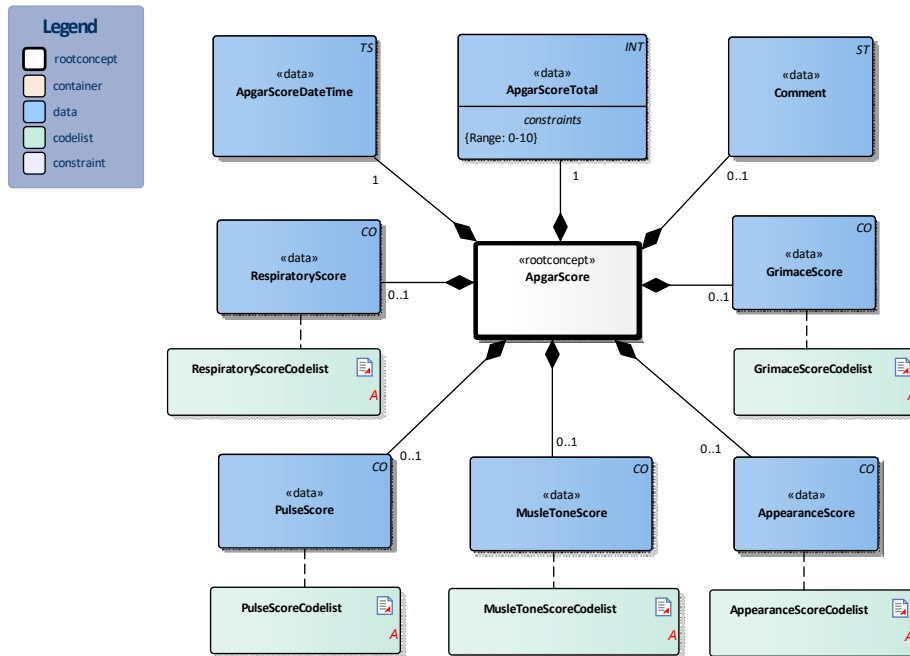 Legend
rootconcept
container
data
codelist
constraint
TS
«data»
ApgarScoreDateTime
INT
«data»
ApgarScoreTotal
constraints
{Range: 0-10}
ST
«data»
Comment
1
1
0..1
CO
«data»
RespiratoryScore
0..1
«rootconcept»
ApgarScore
CO
«data»
GrimaceScore
0..1
RespiratoryScoreCodelist
A
GrimaceScoreCodelist
A
CO
«data»
PulseScore
0..1
CO
«data»
MusleToneScore
0..1
CO
«data»
AppearanceScore
0..1
PulseScoreCodelist
A
MusleToneScoreCodelist
A
AppearanceScoreCodelist
A